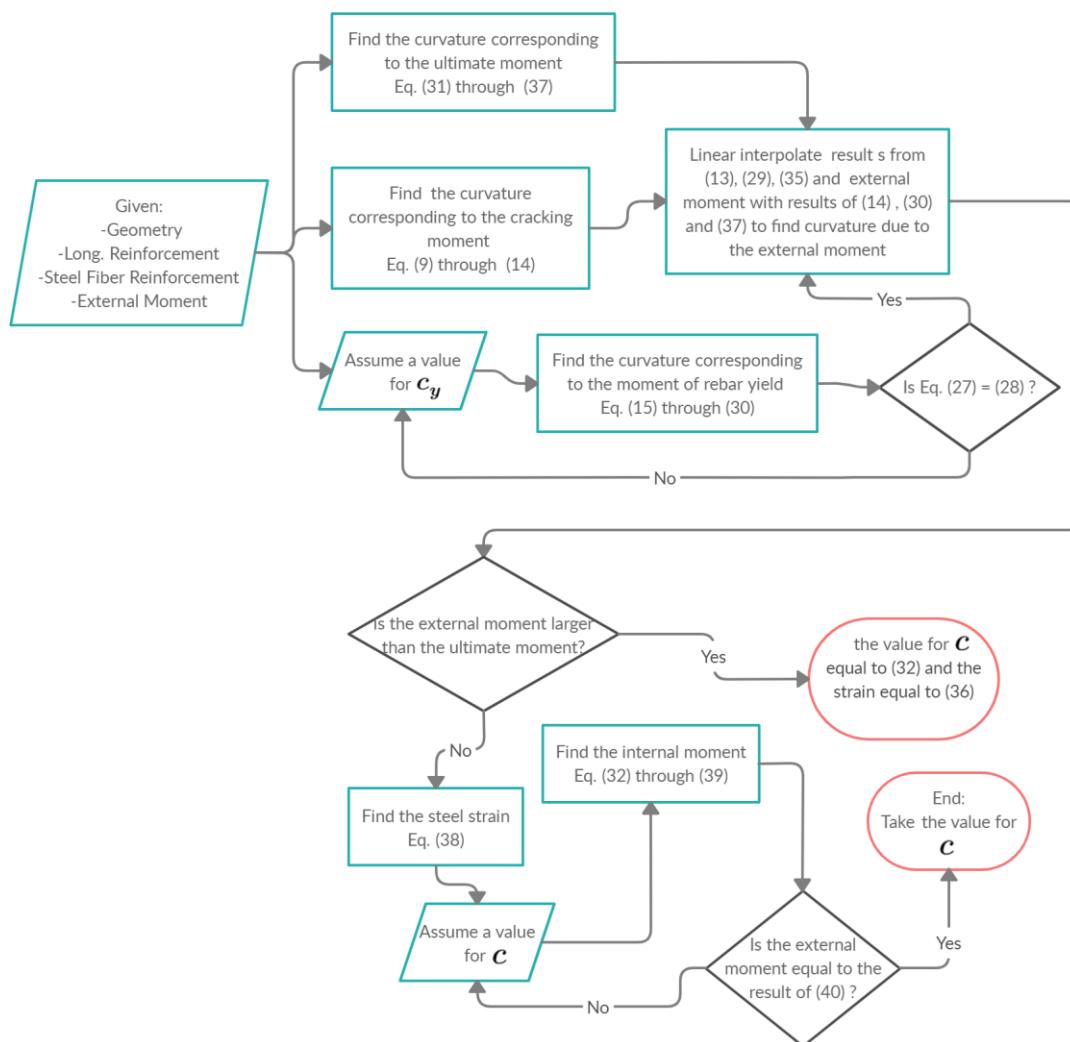 Find the curvature corresponding
to the ultimate moment
Eq. (31) through (37)
Given:
-Geometry
-Long. Reinforcement
-Steel Fiber Reinforcement
-External Moment
Find the curvature
corresponding to the cracking
moment
Eq. (9) through (14)
Linear interpolate result s from
(13), (29), (35) and external
moment with results of (14) , (30)
and (37) to find curvature due to
the external moment
Yes
Assume a value
for c_y
Find the curvature corresponding
to the moment of rebar yield
Eq. (15) through (30)
Is Eq. (27) = (28) ?
No
Is the external moment larger
than the ultimate moment?
Yes
the value for c
equal to (32) and the
strain equal to (36)
No
Find the steel strain
Eq. (38)
Find the internal moment
Eq. (32) through (39)
End:
Take the value for
c
Assume a value
for c
Is the external
moment equal to the
result of (40) ?
Yes
No